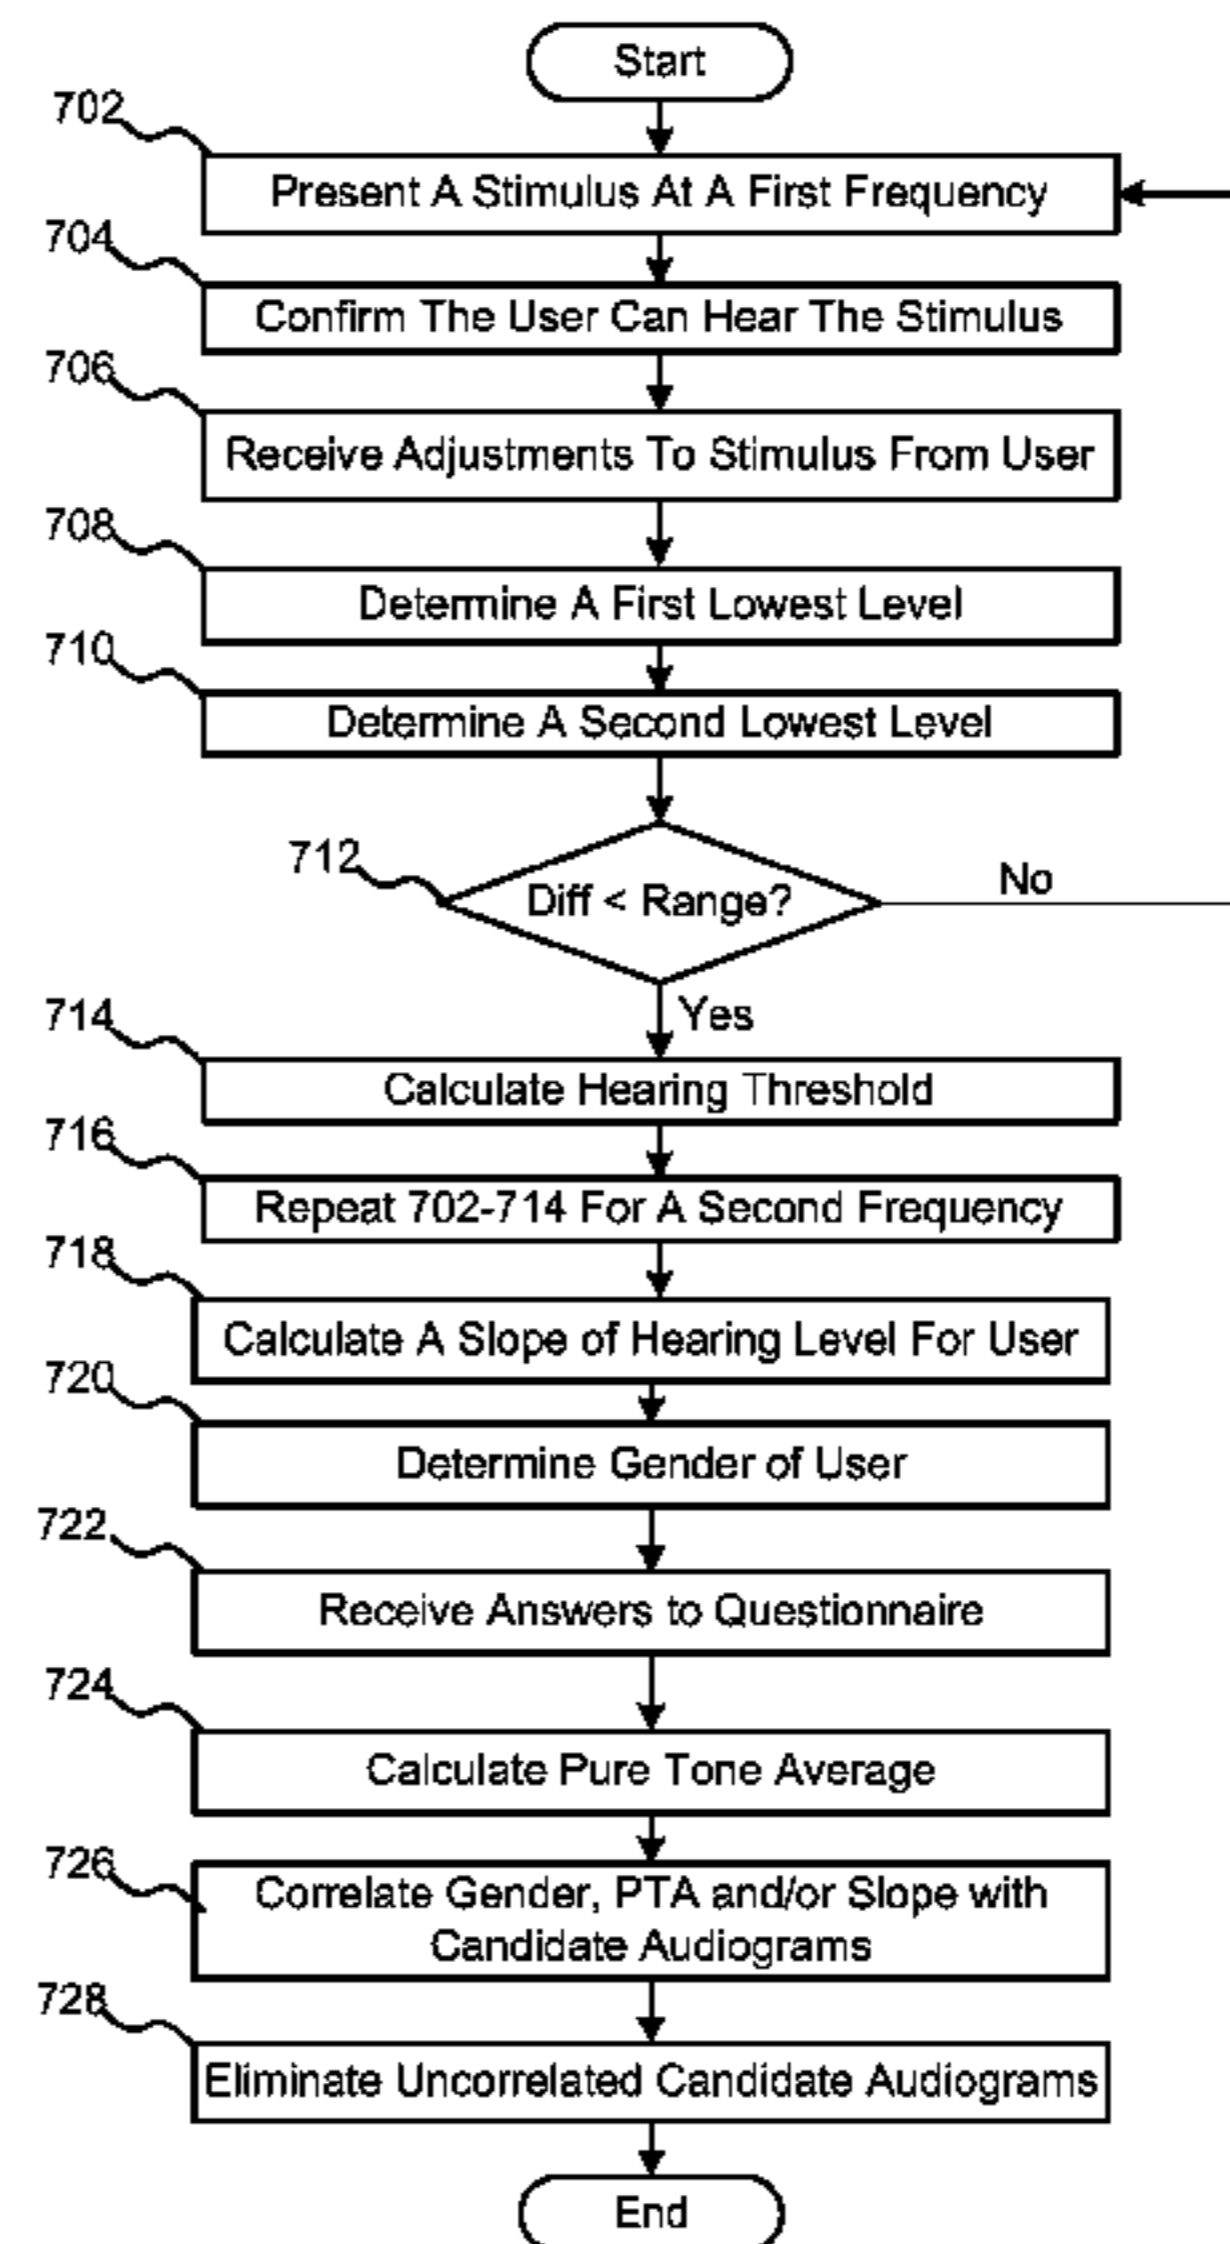 Start
702
Present A Stimulus At A First Frequency
704
Confirm The User Can Hear The Stimulus
706
Receive Adjustments To Stimulus From User
708
Determine A First Lowest Level
710
Determine A Second Lowest Level
712
Diff < Range?
No
Yes
714
Calculate Hearing Threshold
716
Repeat 702-714 For A Second Frequency
718
Calculate A Slope of Hearing Level For User
720
Determine Gender of User
722
Receive Answers to Questionnaire
724
Calculate Pure Tone Average
726
Correlate Gender, PTA and/or Slope with
Candidate Audiograms
728
Eliminate Uncorrelated Candidate Audiograms
End